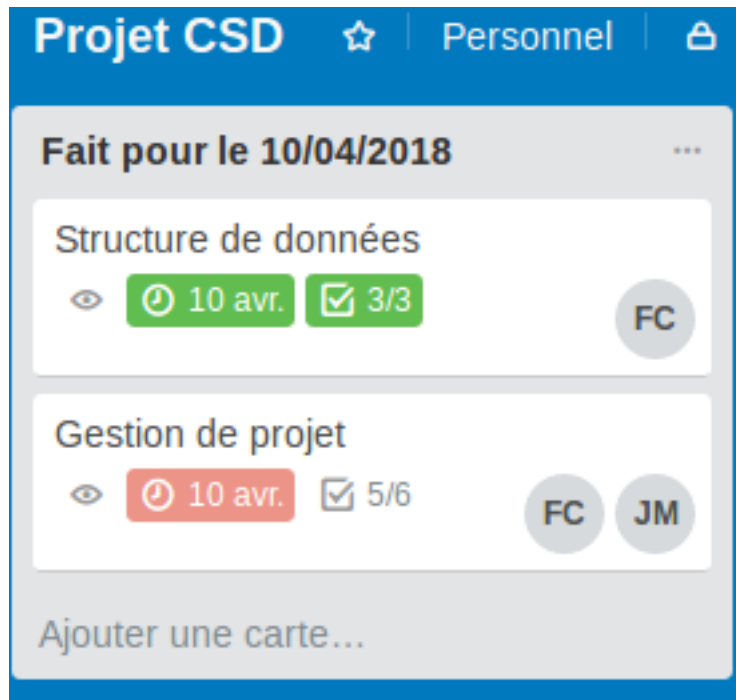 Projet CSD Personnel
Fait pour le 10/04/2018 ...
Structure de données
10 avr. 3/3 FC
Gestion de projet
10 avr. 5/6 FC JM
Ajouter une carte...